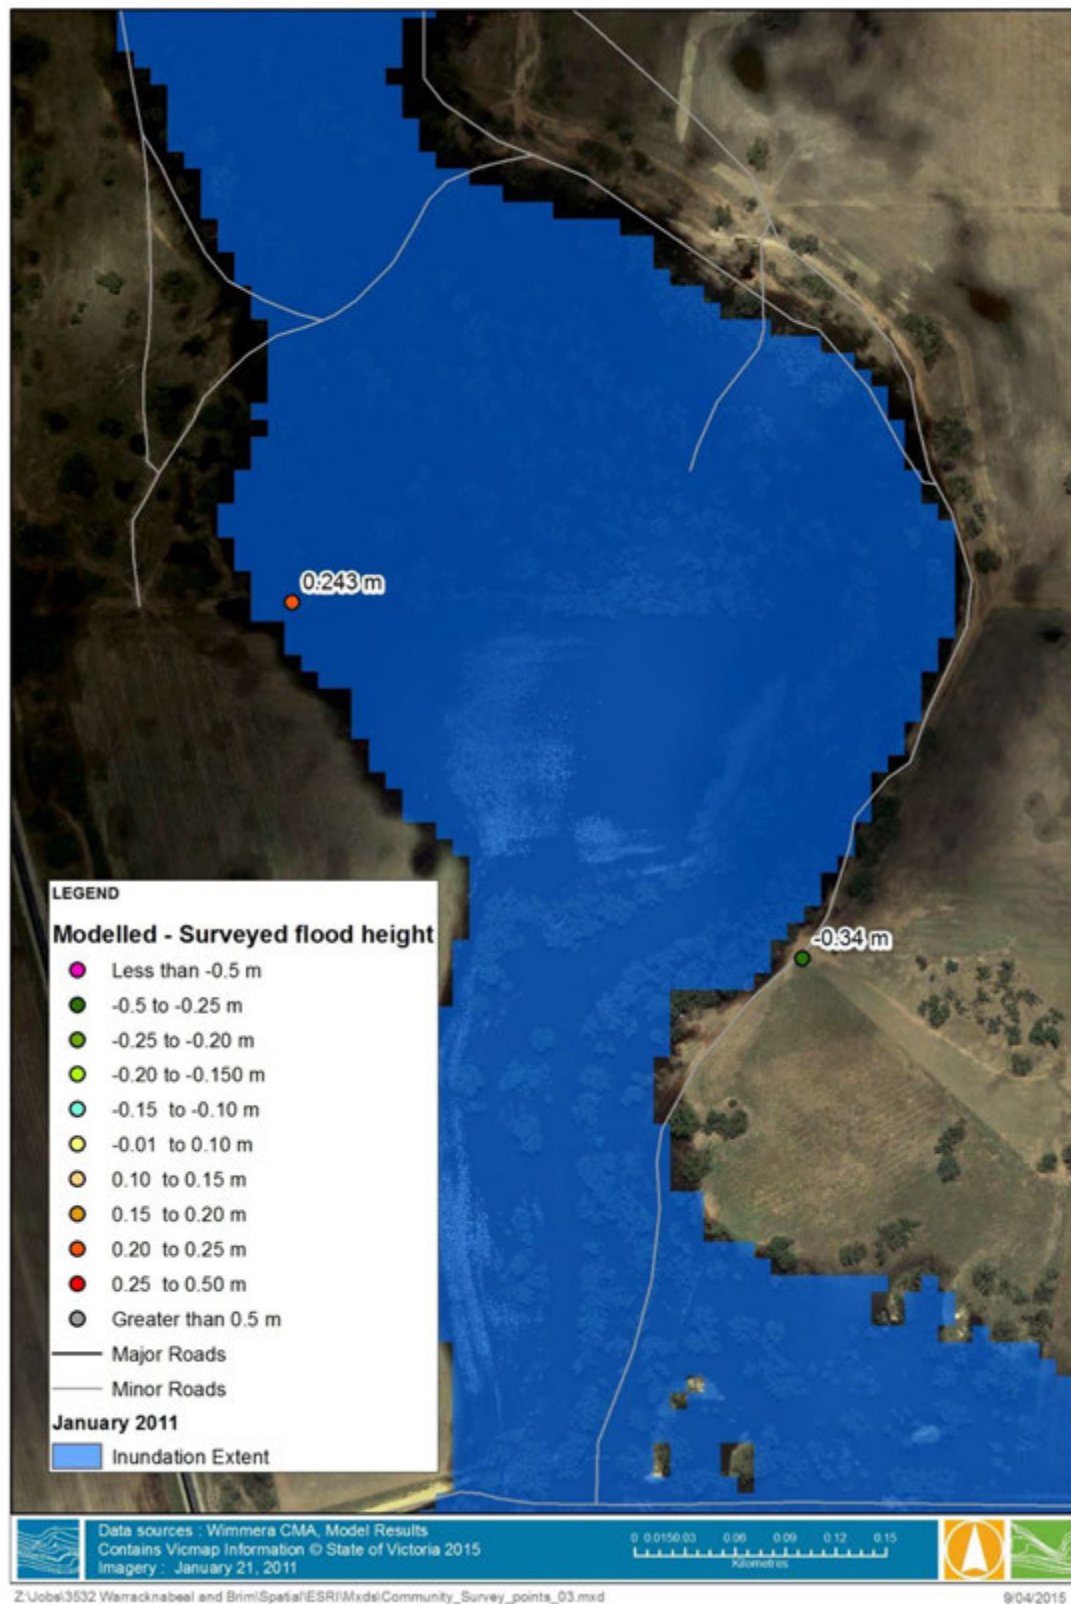 0.243 m
-0.34 m
LEGEND
Modelled - Surveyed flood height
Less than -0.5 m
-0.5 to -0.25 m
-0.25 to -0.20 m
-0.20 to -0.150 m
-0.15 to -0.10 m
-0.01 to 0.10 m
0.10 to 0.15 m
0.15 to 0.20 m
0.20 to 0.25 m
0.25 to 0.50 m
Greater than 0.5 m
Major Roads
Minor Roads
January 2011
Inundation Extent
Data sources : Wimmera CMA, Model Results
Contains Vicmap Information © State of Victoria 2015
Imagery : January 21, 2011
0 0.0150.03 0.06 0.09 0.12 0.15
Kilometres
Z:\Jobs\3532 Warracknabeal and Brim\Spatial\ESRI\Mxds\Community_Survey_points_03.mxd
9/04/2015